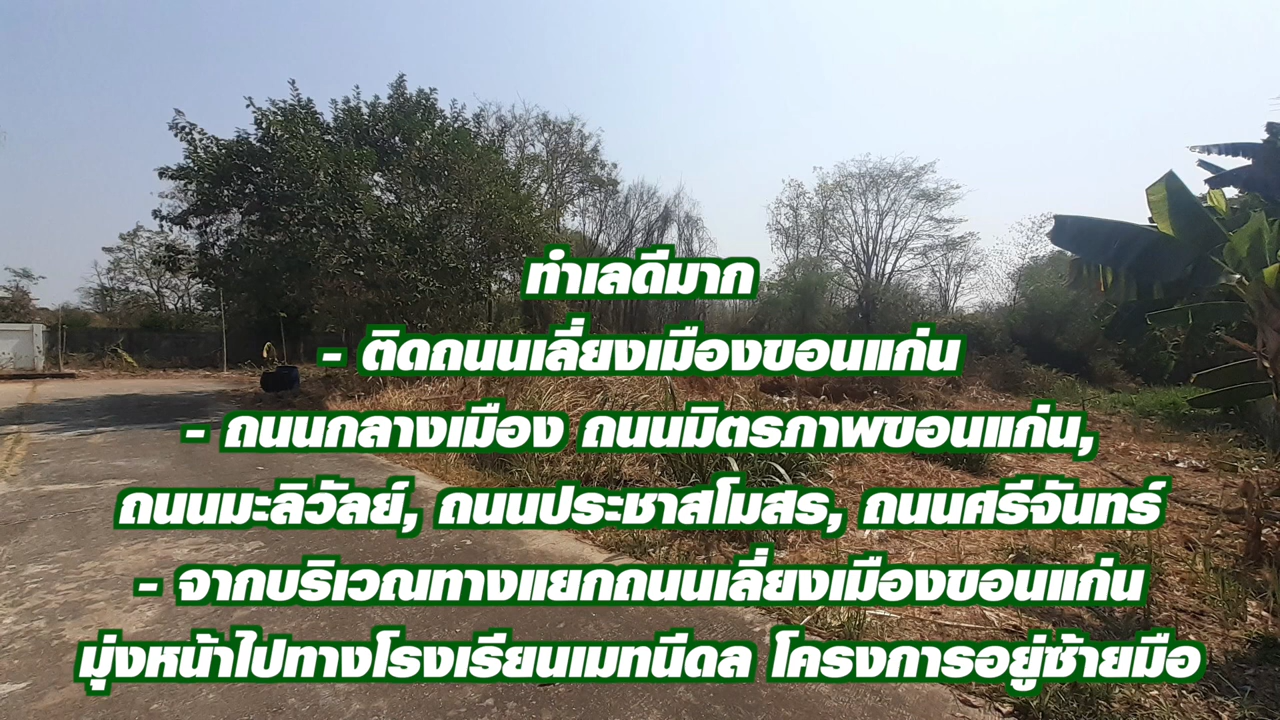 ทำเลดีมาก
- ติดถนนเลี่ยงเมืองขอนแก่น
- ถนนกลางเมือง ถนนมิตรภาพขอนแก่น,
ถนนมะลิวัลย์, ถนนประชาสโมสร, ถนนศรีจันทร์
- จากบริเวณทางแยกถนนเลี่ยงเมืองขอนแก่น
มุ่งหน้าไปทางโรงเรียนเมทนีดล โครงการอยู่ซ้ายมือ